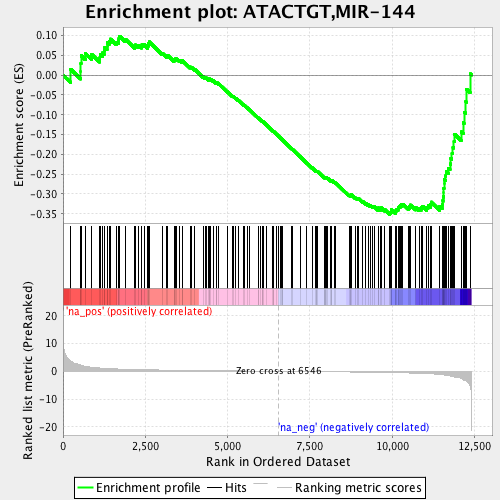 Enrichment plot: ATACTGT,MIR-144
Enrichment score (ES)
0.10
0.05
0.00
-0.05
-0.10
-0.15
-0.20
-0.25
-0.30
-0.35
'na_pos' (positively correlated)
Ranked list metric (PreRanked)
20
10
0
-10
-20
Zero cross at 6546
'na_neg' (negatively correlated)
0
2,500
5,000
7,500
10,000
12,500
Rank in Ordered Dataset
Enrichment profile
Hits
Ranking metric scores